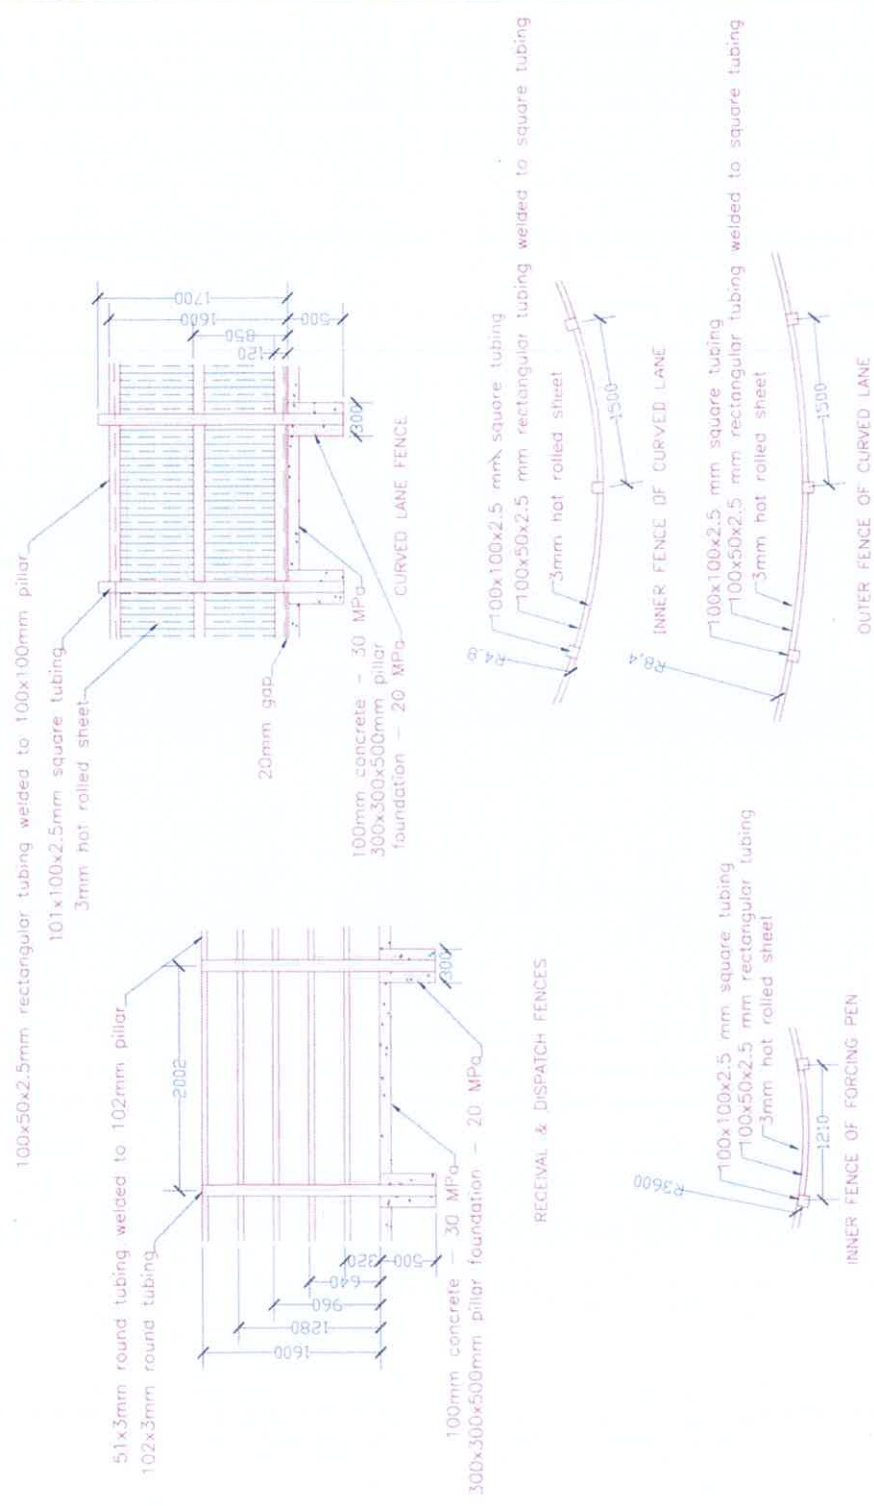 100x50x2.5mm rectangular tubing welded to 100x100mm pillar
101x100x2.5mm square tubing
3mm hot rolled sheet
1700
1600
850
120
500
300
20mm gap
100mm concrete - 30 MPa
300x300x500mm pillar
foundation - 20 MPa
CURVED LANE FENCE
51x3mm round tubing welded to 102mm pillar
102x3mm round tubing
2002
1600
1280
960
640
320
500
300
100mm concrete - 30 MPa
300x300x500mm pillar foundation - 20 MPa
RECEIVAL & DISPATCH FENCES
100x100x2.5 mm square tubing
100x50x2.5 mm rectangular tubing welded to square tubing
3mm hot rolled sheet
R4.8
1500
INNER FENCE OF CURVED LANE
100x100x2.5 mm square tubing
100x50x2.5 mm rectangular tubing welded to square tubing
3mm hot rolled sheet
R8,4
1500
OUTER FENCE OF CURVED LANE
100x100x2.5 mm square tubing
100x50x2.5 mm rectangular tubing
3mm hot rolled sheet
R3600
1210
INNER FENCE OF FORCING PEN